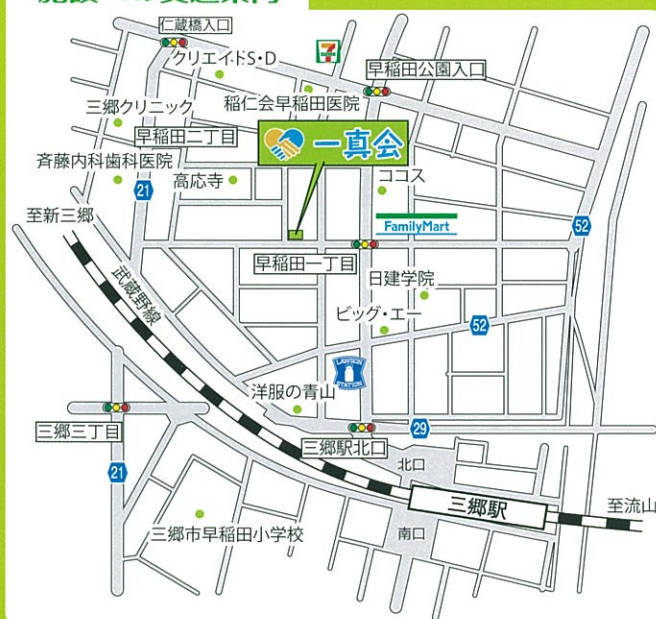 仁蔵橋入口
クリエイトS・D
早稲田公園入口
三郷クリニック
稲仁会早稲田医院
早稲田二丁目
一真会
斉藤内科歯科医院
21
高応寺
ココス
至新三郷
FamilyMart
52
早稲田一丁目
武蔵野線
日建学院
ビッグ・エー
52
LAWSON
STATION
洋服の青山
三郷三丁目
三郷駅北口
29
北口
21
三郷駅
至流山
三郷市早稲田小学校
南口